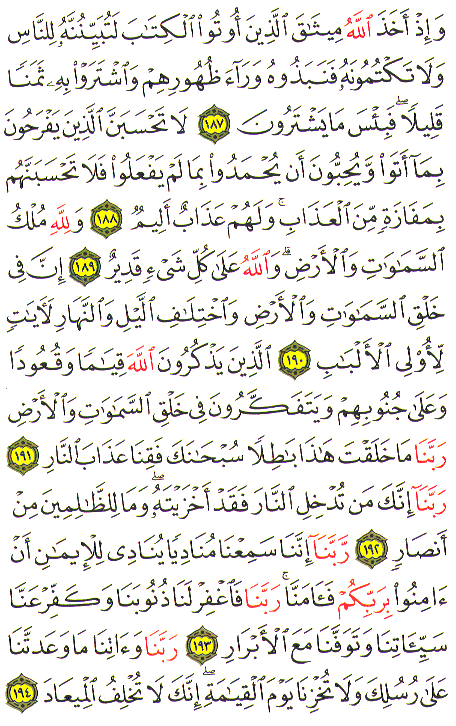 وَإِذْ أَخَذَ ٱللَّهُ مِيثَٰقَ ٱلَّذِينَ أُوتُوا۟ ٱلْكِتَٰبَ لَتُبَيِّنُنَّهُۥ لِلنَّاسِ
وَلَا تَكْتُمُونَهُۥ فَنَبَذُوهُ وَرَآءَ ظُهُورِهِمْ وَٱشْتَرَوْا۟ بِهِۦ ثَمَنًا
قَلِيلًا ۖ فَبِئْسَ مَا يَشْتَرُونَ ١٨٧ لَا تَحْسَبَنَّ ٱلَّذِينَ يَفْرَحُونَ
بِمَآ أَتَوا۟ وَّيُحِبُّونَ أَن يُحْمَدُوا۟ بِمَا لَمْ يَفْعَلُوا۟ فَلَا تَحْسَبَنَّهُم
بِمَفَازَةٍ مِّنَ ٱلْعَذَابِ ۖ وَلَهُمْ عَذَابٌ أَلِيمٌ ١٨٨ وَلِلَّهِ مُلْكُ
ٱلسَّمَٰوَٰتِ وَٱلْأَرْضِ ۗ وَٱللَّهُ عَلَىٰ كُلِّ شَىْءٍ قَدِيرٌ ١٨٩ إِنَّ فِى
خَلْقِ ٱلسَّمَٰوَٰتِ وَٱلْأَرْضِ وَٱخْتِلَٰفِ ٱلَّيْلِ وَٱلنَّهَارِ لَءَايَٰتٍ
لِّأُو۟لِى ٱلْأَلْبَٰبِ ١٩٠ ٱلَّذِينَ يَذْكُرُونَ ٱللَّهَ قِيَٰمًا وَقُعُودًا
وَعَلَىٰ جُنُوبِهِمْ وَيَتَفَكَّرُونَ فِى خَلْقِ ٱلسَّمَٰوَٰتِ وَٱلْأَرْضِ
رَبَّنَا مَا خَلَقْتَ هَٰذَا بَٰطِلًا سُبْحَٰنَكَ فَقِنَا عَذَابَ ٱلنَّارِ ١٩١
رَبَّنَآ إِنَّكَ مَن تُدْخِلِ ٱلنَّارَ فَقَدْ أَخْزَيْتَهُۥ ۖ وَمَا لِلظَّٰلِمِينَ مِنْ
أَنصَارٍ ١٩٢ رَّبَّنَآ إِنَّنَا سَمِعْنَا مُنَادِيًا يُنَادِى لِلْإِيمَٰنِ أَنْ
ءَامِنُوا۟ بِرَبِّكُمْ فَـَٔامَنَّا ۚ رَبَّنَا فَٱغْفِرْ لَنَا ذُنُوبَنَا وَكَفِّرْ عَنَّا
سَيِّـَٔاتِنَا وَتَوَفَّنَا مَعَ ٱلْأَبْرَارِ ١٩٣ رَبَّنَا وَءَاتِنَا مَا وَعَدتَّنَا
عَلَىٰ رُسُلِكَ وَلَا تُخْزِنَا يَوْمَ ٱلْقِيَٰمَةِ ۗ إِنَّكَ لَا تُخْلِفُ ٱلْمِيعَادَ ١٩٤